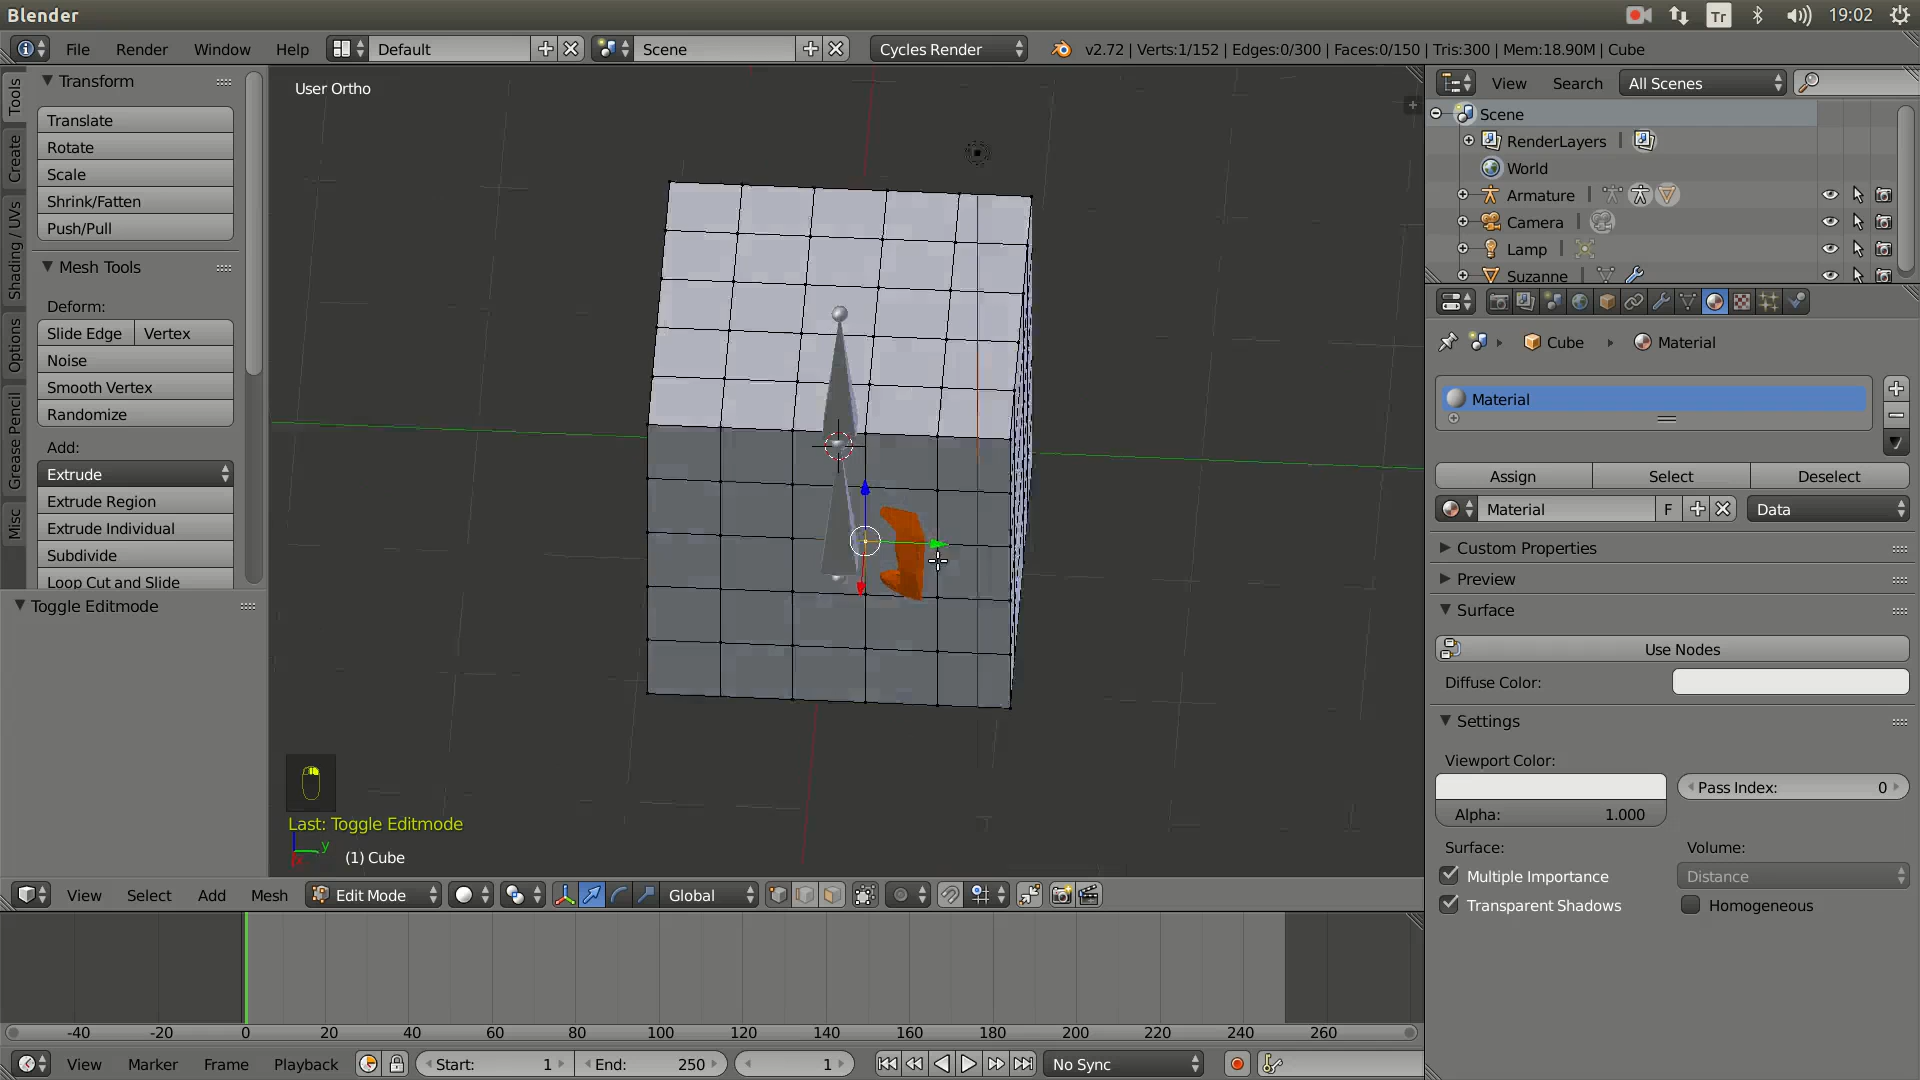 Blender
Tr
19:02
File Render Window Help
Default
Scene
Cycles Render
v2.72 | Verts:1/152 | Edges:0/300 | Faces:0/150 | Tris:300 | Mem:18.90M | Cube
Tools
Create
Shading / UVs
Options
Grease Pencil
Misc
Transform
Translate
Rotate
Scale
Shrink/Fatten
Push/Pull
Mesh Tools
Deform:
Slide Edge Vertex
Noise
Smooth Vertex
Randomize
Add:
Extrude
Extrude Region
Extrude Individual
Subdivide
Loop Cut and Slide
Toggle Editmode
User Ortho
Last: Toggle Editmode
y
x
(1) Cube
View Select Add Mesh Edit Mode Global
-40 -20 0 20 40 60 80 100 120 140 160 180 200 220 240 260
View Marker Frame Playback Start: 1 End: 250 1 No Sync
View Search All Scenes
Scene
RenderLayers
World
Armature
Camera
Lamp
Suzanne
Cube Material
Material
Assign Select Deselect
Material F Data
Custom Properties
Preview
Surface
Use Nodes
Diffuse Color:
Settings
Viewport Color:
Pass Index: 0
Alpha: 1.000
Surface: Volume:
Multiple Importance Distance
Transparent Shadows Homogeneous